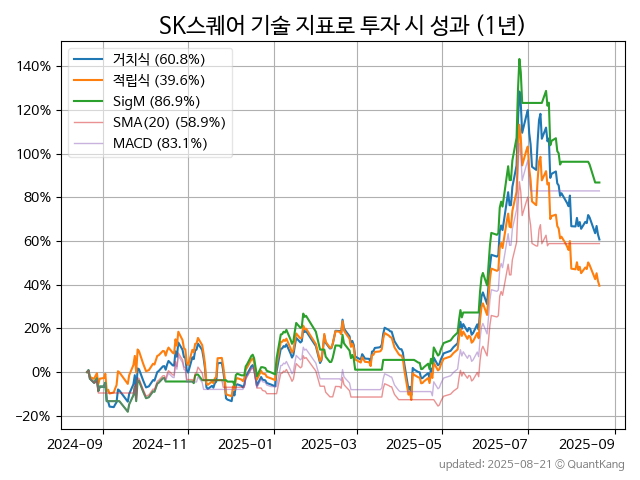 SK스퀘어 기술 지표로 투자 시 성과 (1년)
거치식 (60.8%)
적립식 (39.6%)
SigM (86.9%)
SMA(20) (58.9%)
MACD (83.1%)
140%
120%
100%
80%
60%
40%
20%
0%
−20%
2024-09 2024-11 2025-01 2025-03 2025-05 2025-07 2025-09
updated: 2025-08-21 © QuantKang